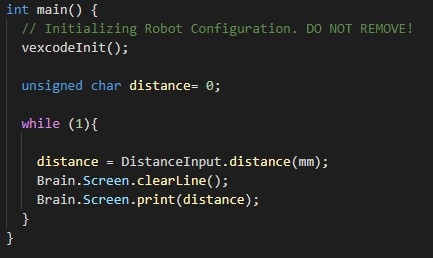 int main() {
// Initializing Robot Configuration. DO NOT REMOVE!
vexcodeInit();
unsigned char distance= 0;
while (1){
distance = DistanceInput.distance(mm);
Brain.Screen.clearLine();
Brain.Screen.print(distance);
}
}